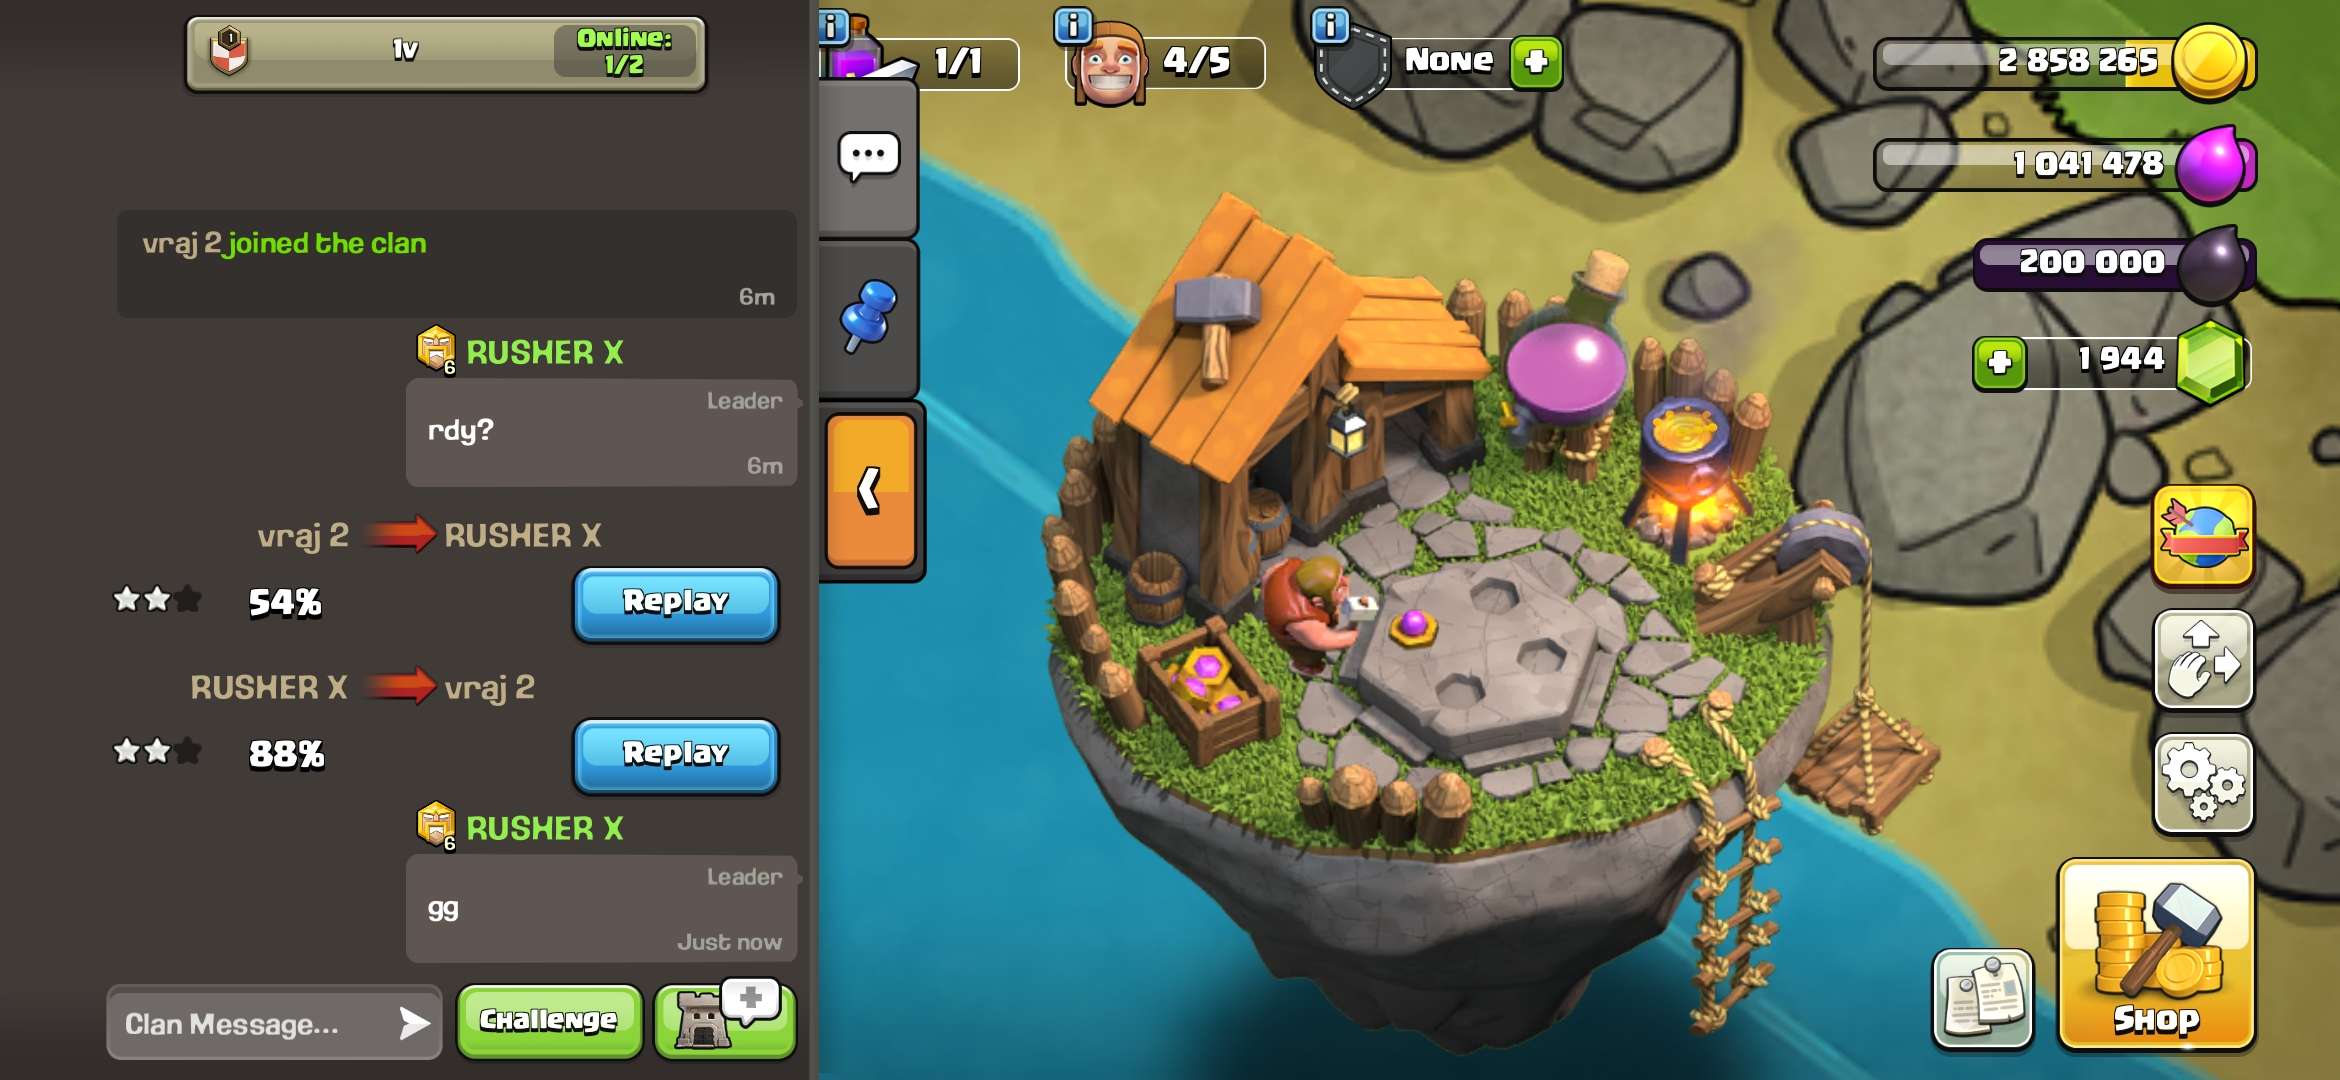 1v
Online:
1/2
vraj 2 joined the clan
6m
6
RUSHER X
Leader
rdy?
6m
vraj 2
RUSHER X
54%
Replay
RUSHER X
vraj 2
88%
Replay
6
RUSHER X
Leader
gg
Just now
Clan Message...
Challenge
1/1
4/5
None
2 858 265
1 041 478
200 000
1 944
Shop